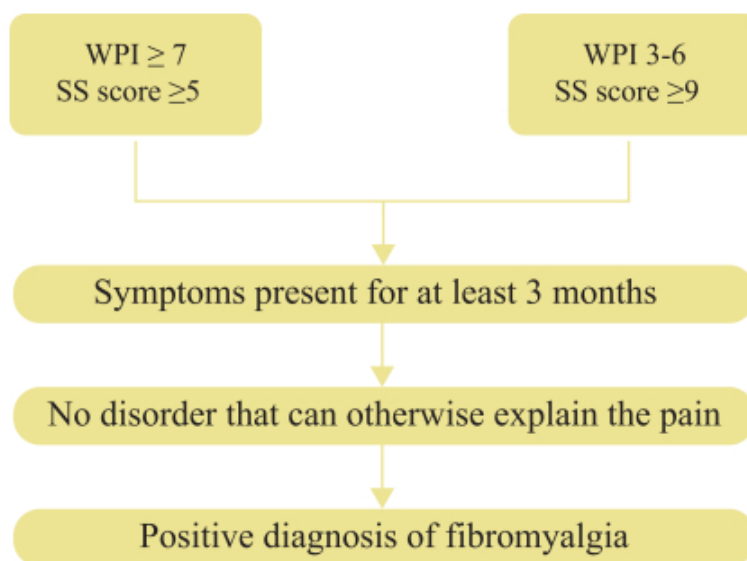 WPI ≥ 7
SS score ≥5
WPI 3-6
SS score ≥9
Symptoms present for at least 3 months
No disorder that can otherwise explain the pain
Positive diagnosis of fibromyalgia